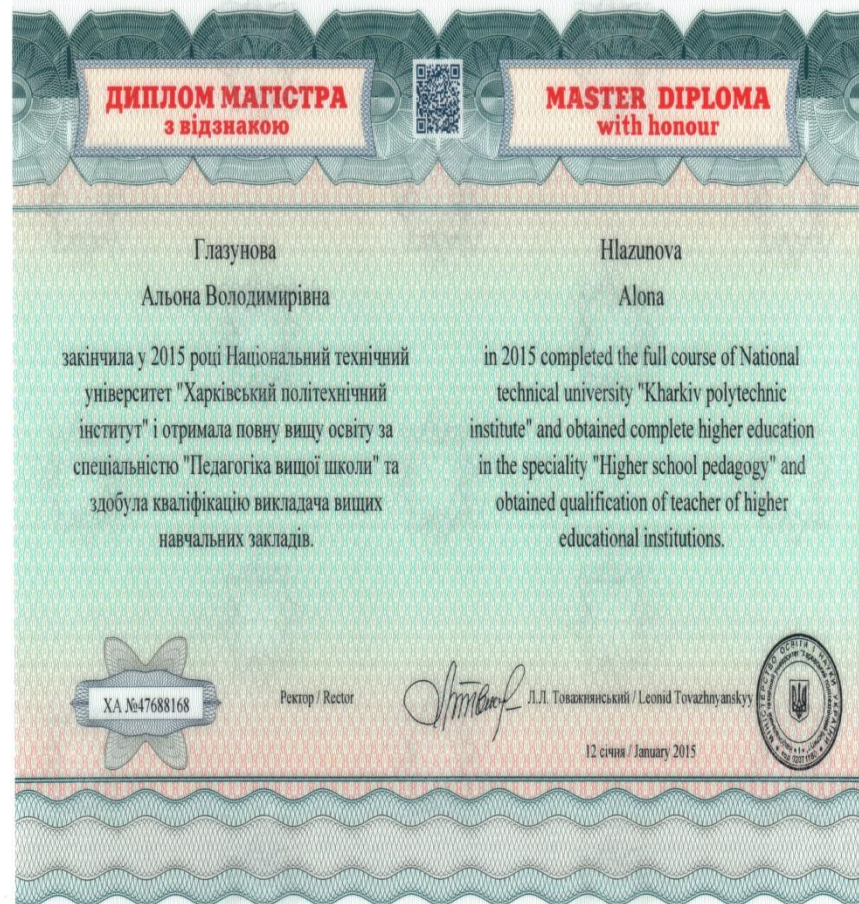 ДИПЛОМ МАГІСТРА
з відзнакою
Глазунова
Альона Володимирівна
закінчила у 2015 році Національний технічний
університет "Харківський політехнічний
інститут" і отримала повну вищу освіту за
спеціальністю "Педагогіка вищої школи" та
здобула кваліфікацію викладача вищих
навчальних закладів.
MASTER DIPLOMA
with honour
Hlazunova
Alona
in 2015 completed the full course of National
technical university "Kharkiv polytechnic
institute" and obtained complete higher education
in the speciality "Higher school pedagogy" and
obtained qualification of teacher of higher
educational institutions.
ХА №47688168
Ректор / Rector
Л.Л. Товажнянський / Leonid Tovazhnyanskyy
12 січня / January 2015
МІНІСТЕРСТВО ОСВІТИ І НАУКИ УКРАЇНИ